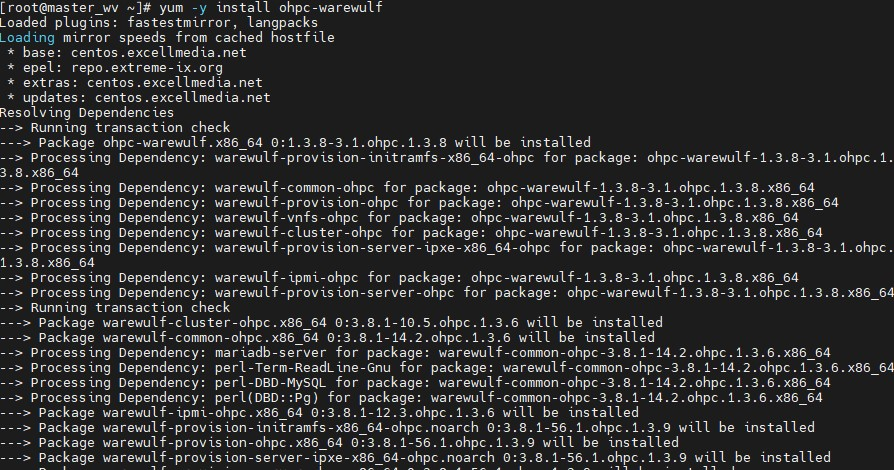 [root@master_wv ~]# yum -y install ohpc-warewulf
Loaded plugins: fastestmirror, langpacks
Loading mirror speeds from cached hostfile
 * base: centos.excellmedia.net
 * epel: repo.extreme-ix.org
 * extras: centos.excellmedia.net
 * updates: centos.excellmedia.net
Resolving Dependencies
--> Running transaction check
---> Package ohpc-warewulf.x86_64 0:1.3.8-3.1.ohpc.1.3.8 will be installed
--> Processing Dependency: warewulf-provision-initramfs-x86_64-ohpc for package: ohpc-warewulf-1.3.8-3.1.ohpc.1.
3.8.x86_64
--> Processing Dependency: warewulf-common-ohpc for package: ohpc-warewulf-1.3.8-3.1.ohpc.1.3.8.x86_64
--> Processing Dependency: warewulf-provision-ohpc for package: ohpc-warewulf-1.3.8-3.1.ohpc.1.3.8.x86_64
--> Processing Dependency: warewulf-vnfs-ohpc for package: ohpc-warewulf-1.3.8-3.1.ohpc.1.3.8.x86_64
--> Processing Dependency: warewulf-cluster-ohpc for package: ohpc-warewulf-1.3.8-3.1.ohpc.1.3.8.x86_64
--> Processing Dependency: warewulf-provision-server-ipxe-x86_64-ohpc for package: ohpc-warewulf-1.3.8-3.1.ohpc.
1.3.8.x86_64
--> Processing Dependency: warewulf-ipmi-ohpc for package: ohpc-warewulf-1.3.8-3.1.ohpc.1.3.8.x86_64
--> Processing Dependency: warewulf-provision-server-ohpc for package: ohpc-warewulf-1.3.8-3.1.ohpc.1.3.8.x86_64
--> Running transaction check
---> Package warewulf-cluster-ohpc.x86_64 0:3.8.1-10.5.ohpc.1.3.6 will be installed
---> Package warewulf-common-ohpc.x86_64 0:3.8.1-14.2.ohpc.1.3.6 will be installed
--> Processing Dependency: mariadb-server for package: warewulf-common-ohpc-3.8.1-14.2.ohpc.1.3.6.x86_64
--> Processing Dependency: perl-Term-ReadLine-Gnu for package: warewulf-common-ohpc-3.8.1-14.2.ohpc.1.3.6.x86_64
--> Processing Dependency: perl-DBD-MySQL for package: warewulf-common-ohpc-3.8.1-14.2.ohpc.1.3.6.x86_64
--> Processing Dependency: perl(DBD::Pg) for package: warewulf-common-ohpc-3.8.1-14.2.ohpc.1.3.6.x86_64
---> Package warewulf-ipmi-ohpc.x86_64 0:3.8.1-12.3.ohpc.1.3.6 will be installed
---> Package warewulf-provision-initramfs-x86_64-ohpc.noarch 0:3.8.1-56.1.ohpc.1.3.9 will be installed
---> Package warewulf-provision-ohpc.x86_64 0:3.8.1-56.1.ohpc.1.3.9 will be installed
---> Package warewulf-provision-server-ipxe-x86_64-ohpc.noarch 0:3.8.1-56.1.ohpc.1.3.9 will be installed